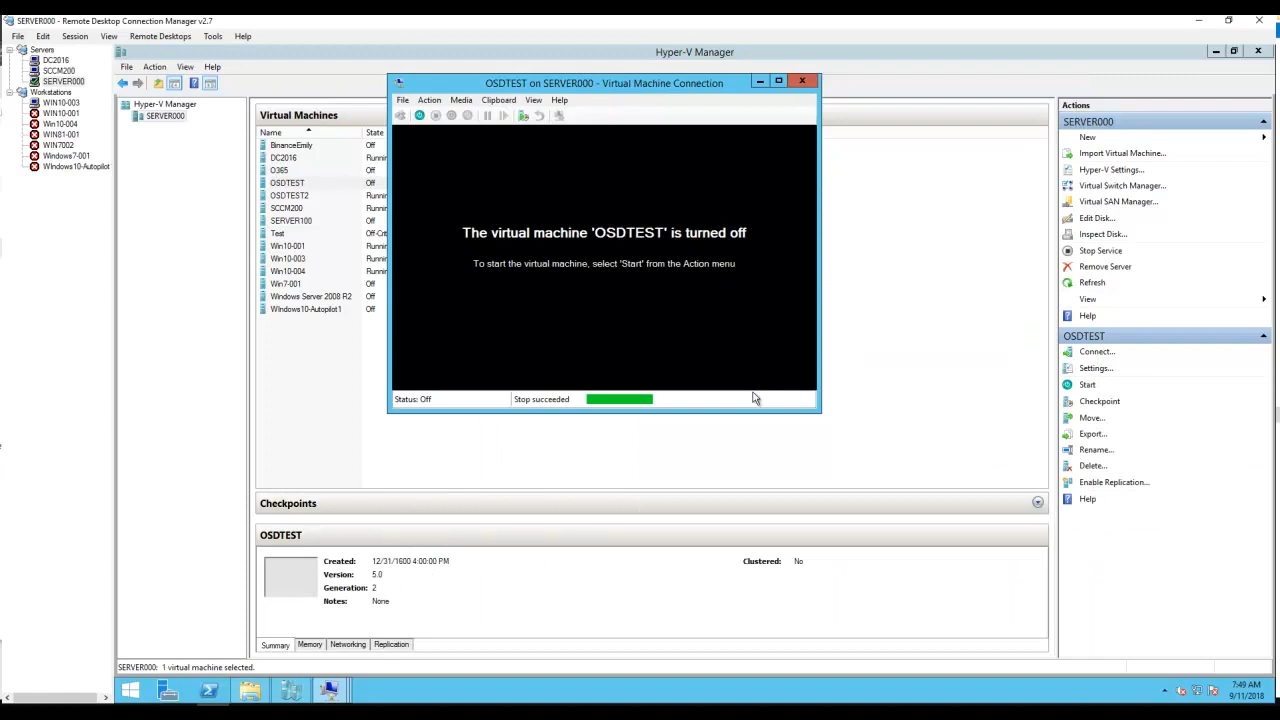 SERVER000 - Remote Desktop Connection Manager v2.7
File Edit Session View Remote Desktops Tools Help
Servers
DC2016
SCCM200
SERVER000
Workstations
WIN10-003
WIN10-001
Win10-004
WIN81-001
WIN7002
Windows7-001
WIndows10-Autopilot
Hyper-V Manager
File Action View Help
Hyper-V Manager
SERVER000
Virtual Machines
Name State
BinanceEmily Off
DC2016 Runnin
O365 Off
OSDTEST Off
OSDTEST2 Runnin
SCCM200 Runnin
SERVER100 Off
Test Off-Crit
Win10-001 Runnin
Win10-003 Runnin
Win10-004 Runnin
Win7-001 Off
Windows Server 2008 R2 Off
WIndows10-Autopilot1 Off
OSDTEST on SERVER000 - Virtual Machine Connection
File Action Media Clipboard View Help
The virtual machine 'OSDTEST' is turned off
To start the virtual machine, select 'Start' from the Action menu
Status: Off Stop succeeded
Checkpoints
OSDTEST
Created: 12/31/1600 4:00:00 PM Clustered: No
Version: 5.0
Generation: 2
Notes: None
Summary Memory Networking Replication
Actions
SERVER000
New
Import Virtual Machine...
Hyper-V Settings...
Virtual Switch Manager...
Virtual SAN Manager...
Edit Disk...
Inspect Disk...
Stop Service
Remove Server
Refresh
View
Help
OSDTEST
Connect...
Settings...
Start
Checkpoint
Move...
Export...
Rename...
Delete...
Enable Replication...
Help
SERVER000: 1 virtual machine selected.
7:49 AM
9/11/2018